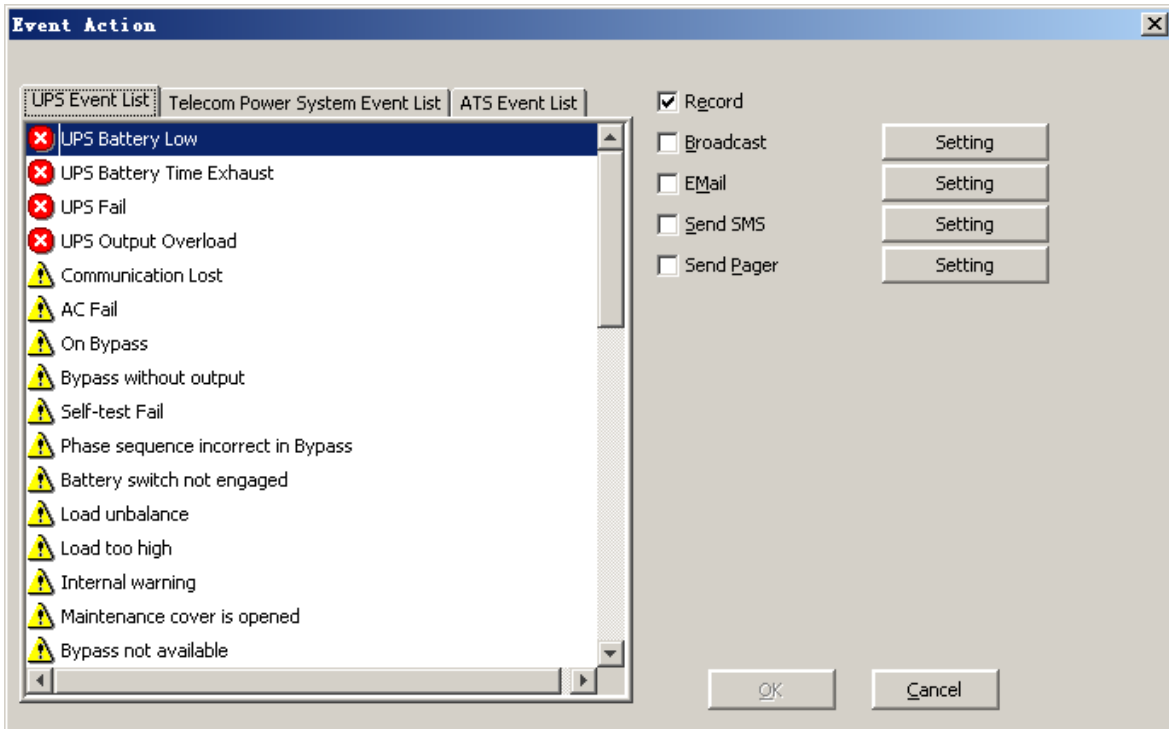 Event Action
UPS Event List
Telecom Power System Event List
ATS Event List
UPS Battery Low
UPS Battery Time Exhaust
UPS Fail
UPS Output Overload
Communication Lost
AC Fail
On Bypass
Bypass without output
Self-test Fail
Phase sequence incorrect in Bypass
Battery switch not engaged
Load unbalance
Load too high
Internal warning
Maintenance cover is opened
Bypass not available
Record
Broadcast
Setting
EMail
Setting
Send SMS
Setting
Send Pager
Setting
OK
Cancel